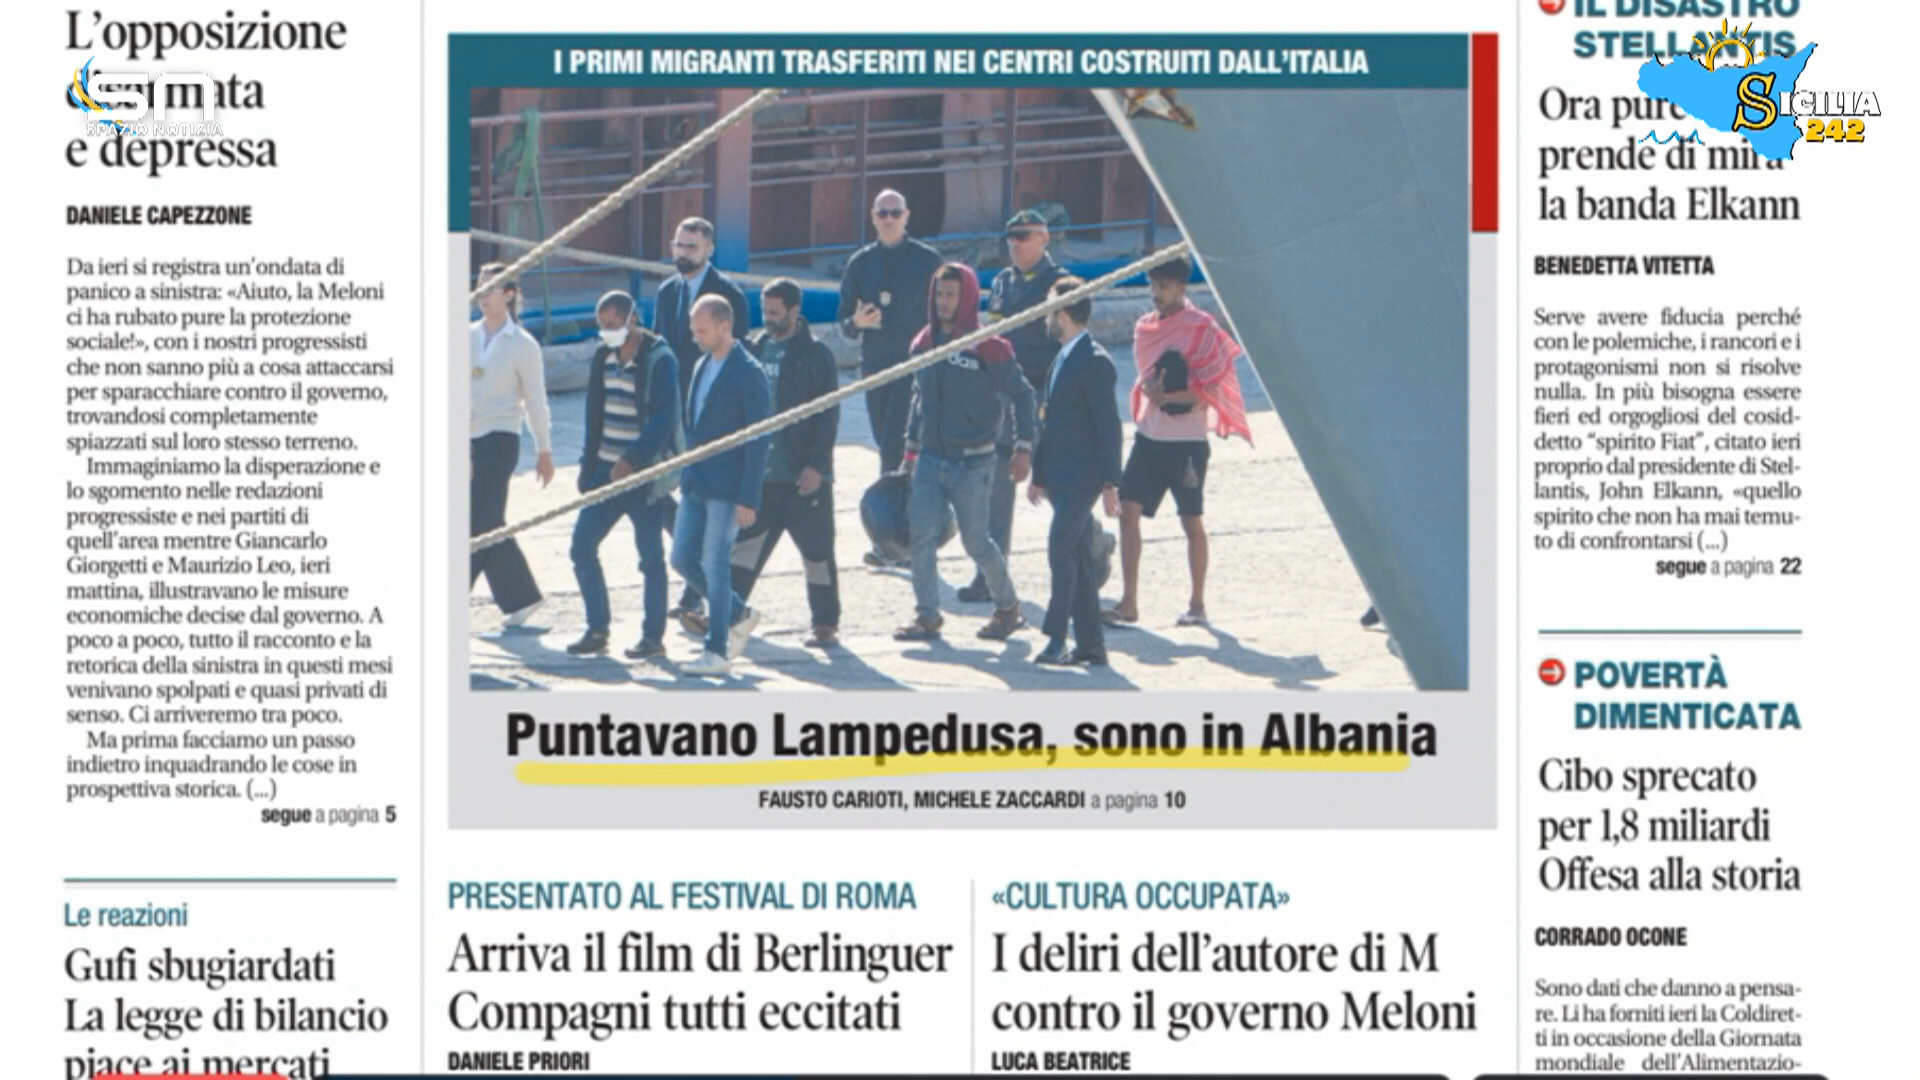 L'opposizione
disarmata
e depressa
DANIELE CAPEZZONE
Da ieri si registra un'ondata di
panico a sinistra: «Aiuto, la Meloni
ci ha rubato pure la protezione
sociale!», con i nostri progressisti
che non sanno più a cosa attaccarsi
per sparacchiare contro il governo,
trovandosi completamente
spiazzati sul loro stesso terreno.
Immaginiamo la disperazione e
lo sgomento nelle redazioni
progressiste e nei partiti di
quell'area mentre Giancarlo
Giorgetti e Maurizio Leo, ieri
mattina, illustravano le misure
economiche decise dal governo. A
poco a poco, tutto il racconto e la
retorica della sinistra in questi mesi
venivano spolpati e quasi privati di
senso. Ci arriveremo tra poco.
Ma prima facciamo un passo
indietro inquadrando le cose in
prospettiva storica. (...)
segue a pagina 5
Le reazioni
Gufi sbugiardati
La legge di bilancio
piace ai mercati
SN
SPAZIO NOTIZIA
I PRIMI MIGRANTI TRASFERITI NEI CENTRI COSTRUITI DALL'ITALIA
adidas
Puntavano Lampedusa, sono in Albania
FAUSTO CARIOTI, MICHELE ZACCARDI a pagina 10
PRESENTATO AL FESTIVAL DI ROMA
Arriva il film di Berlinguer
Compagni tutti eccitati
DANIELE PRIORI
«CULTURA OCCUPATA»
I deliri dell'autore di M
contro il governo Meloni
LUCA BEATRICE
IL DISASTRO
STELLANTIS
Ora pure
prende di mira
la banda Elkann
BENEDETTA VITETTA
Serve avere fiducia perché
con le polemiche, i rancori e i
protagonismi non si risolve
nulla. In più bisogna essere
fieri ed orgogliosi del cosid-
detto "spirito Fiat", citato ieri
proprio dal presidente di Stel-
lantis, John Elkann, «quello
spirito che non ha mai temu-
to di confrontarsi (...)
segue a pagina 22
POVERTÀ
DIMENTICATA
Cibo sprecato
per 1,8 miliardi
Offesa alla storia
CORRADO OCONE
Sono dati che danno a pensa-
re. Li ha forniti ieri la Coldiret-
ti in occasione della Giornata
mondiale dell'Alimentazio-
SICILIA
242